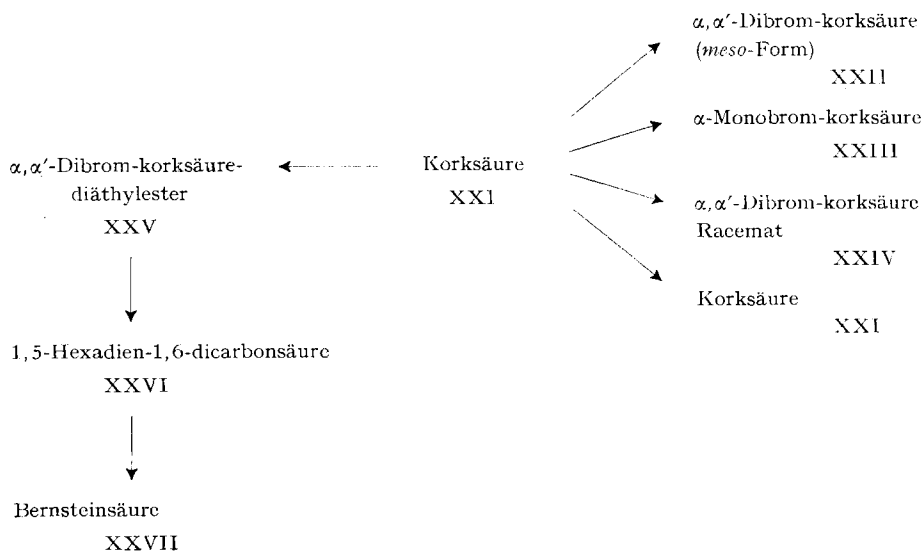 α,α′-Dibrom-korksäure
(meso-Form)
XXII
α-Monobrom-korksäure
XXIII
α,α′-Dibrom-korksäure-
diäthylester
XXV
Korksäure
XXI
α,α′-Dibrom-korksäure
Racemat
XXIV
Korksäure
XXI
1,5-Hexadien-1,6-dicarbonsäure
XXVI
Bernsteinsäure
XXVII